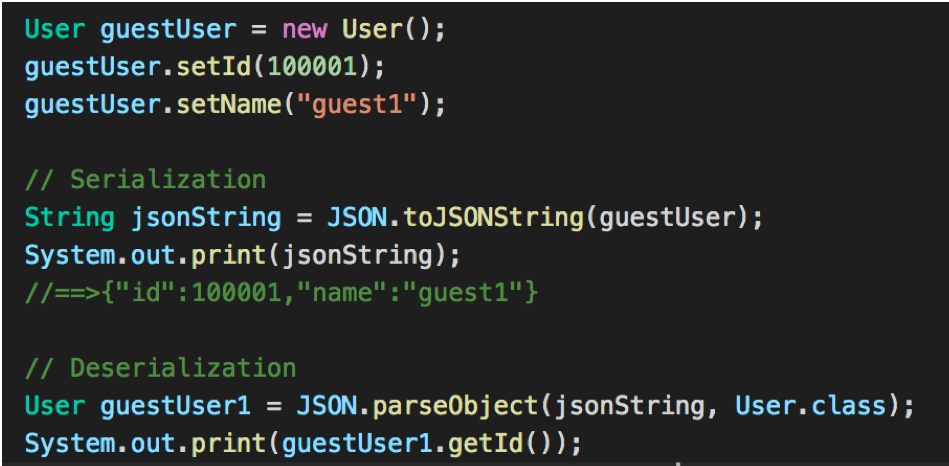 User guestUser = new User();
guestUser.setId(100001);
guestUser.setName("guest1");
// Serialization
String jsonString = JSON.toJSONString(guestUser);
System.out.print(jsonString);
//==>{"id":100001,"name":"guest1"}
// Deserialization
User guestUser1 = JSON.parseObject(jsonString, User.class);
System.out.print(guestUser1.getId());